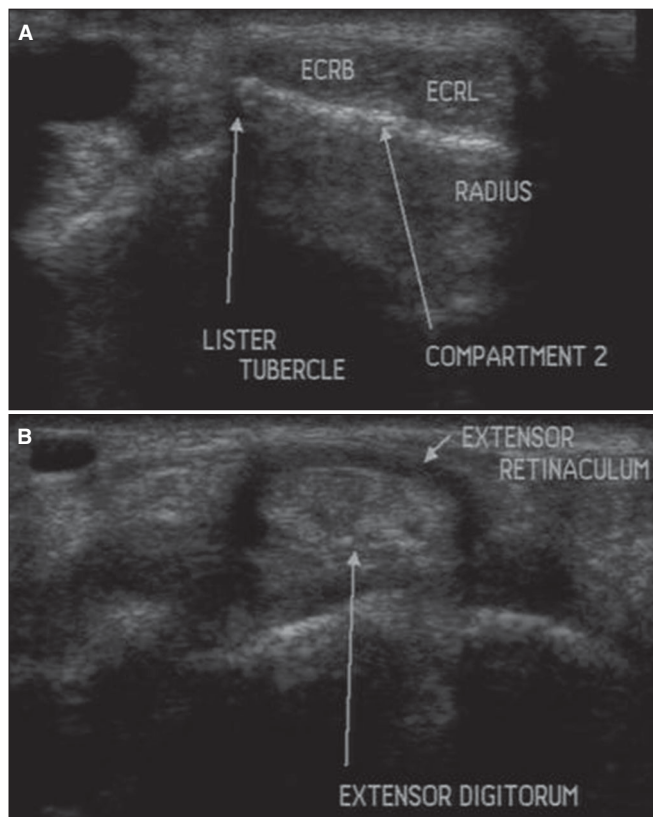 A
ECRB
ECRL
RADIUS
LISTER
TUBERCLE
COMPARTMENT 2
B
EXTENSOR
RETINACULUM
EXTENSOR DIGITORUM